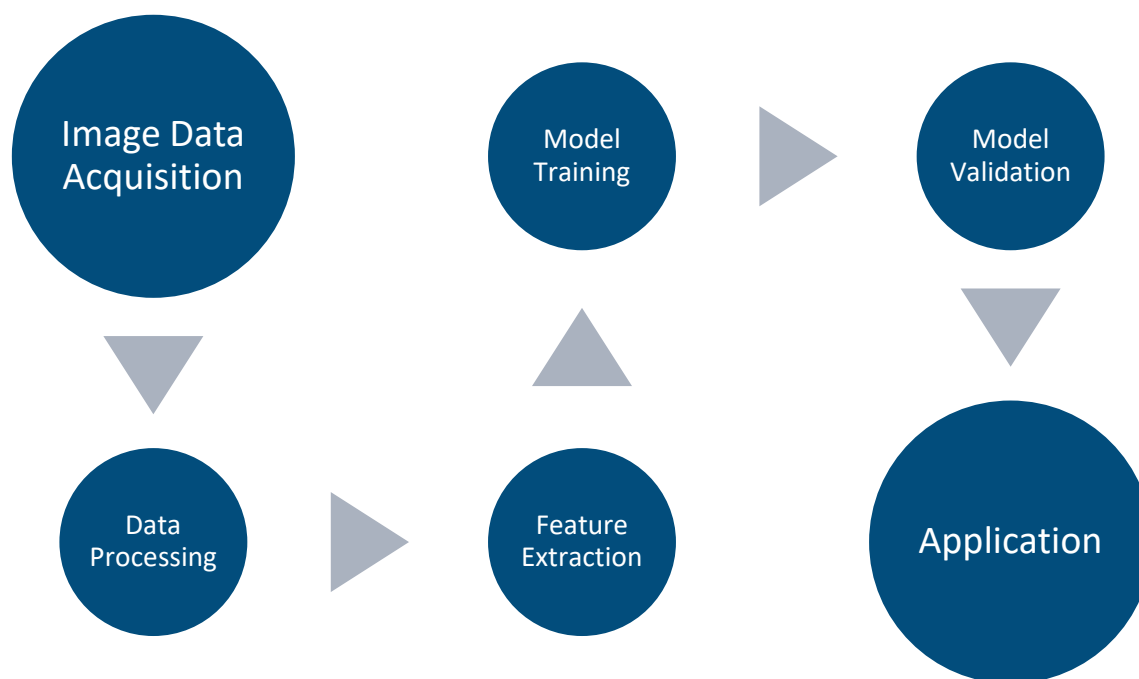 Image Data
Acquisition
Data
Processing
Feature
Extraction
Model
Training
Model
Validation
Application